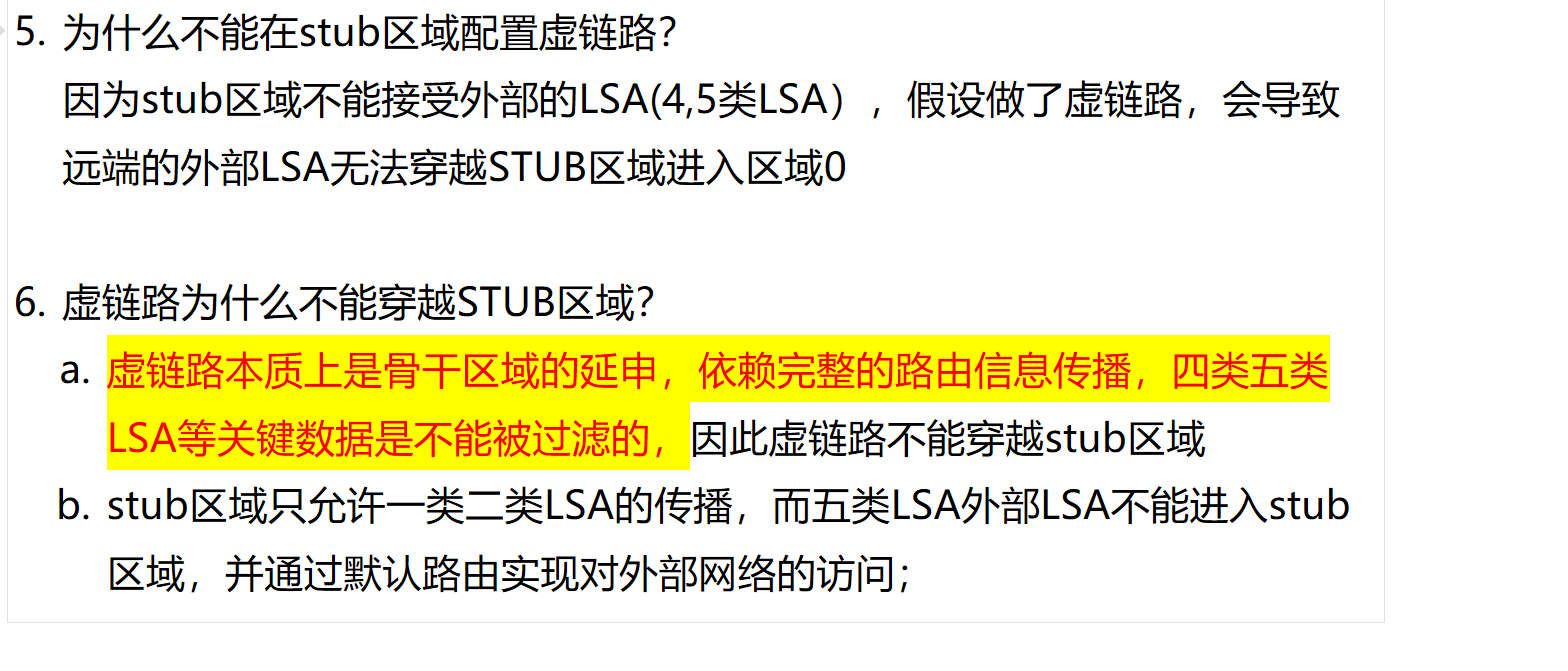 5. 为什么不能在stub区域配置虚链路？
因为stub区域不能接受外部的LSA(4,5类LSA），假设做了虚链路，会导致
远端的外部LSA无法穿越STUB区域进入区域0
6. 虚链路为什么不能穿越STUB区域？
a. 虚链路本质上是骨干区域的延申，依赖完整的路由信息传播，四类五类
LSA等关键数据是不能被过滤的，因此虚链路不能穿越stub区域
b. stub区域只允许一类二类LSA的传播，而五类LSA外部LSA不能进入stub
区域，并通过默认路由实现对外部网络的访问；